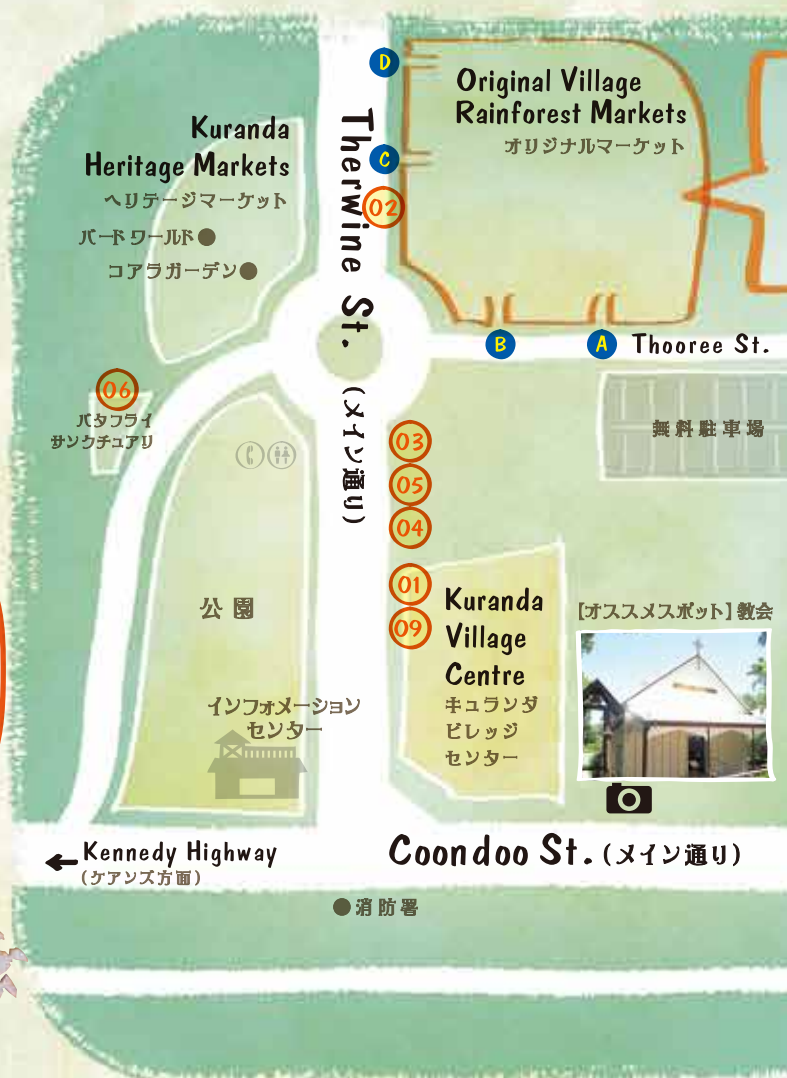 D
Original Village
Rainforest Markets
オリジナルマーケット
Kuranda
Heritage Markets
ヘリテージマーケット
バードワールド●
コアラガーデン●
C
02
Therwine St. (メイン通り)
B
A
Thooree St.
06
バタフライ
サンクチュアリ
03
05
04
01
09
無料駐車場
公園
Kuranda
Village
Centre
キュランダ
ビレッジ
センター
【オススメスポット】教会
インフォメーション
センター
←Kennedy Highway
(ケアンズ方面)
Coondoo St.(メイン通り)
●消防署